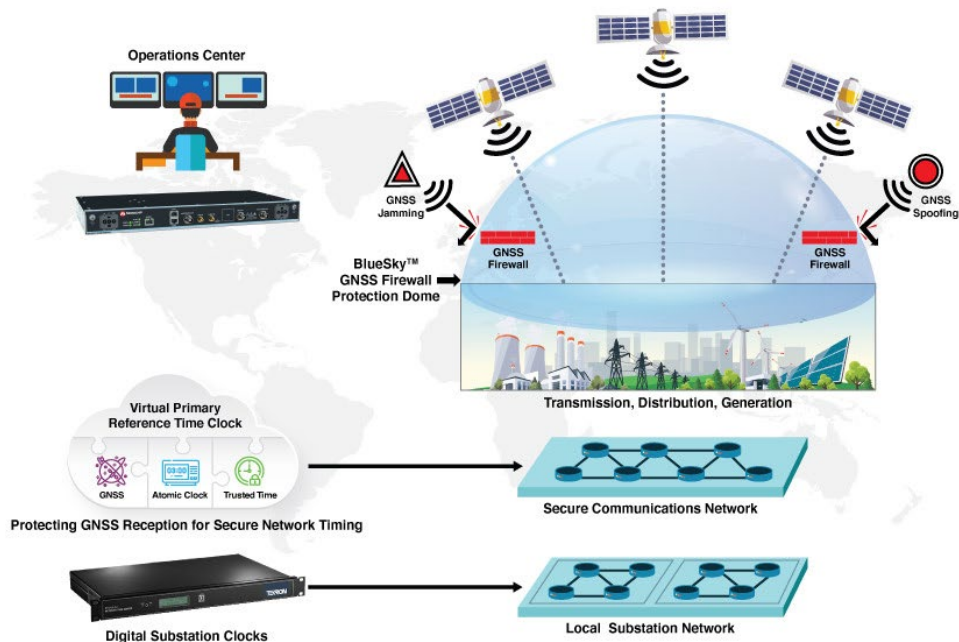 Operations Center
GNSS
Jamming
GNSS
Spoofing
GNSS
Firewall
GNSS
Firewall
BlueSky™
GNSS Firewall
Protection Dome
Transmission, Distribution, Generation
Virtual Primary
Reference Time Clock
GNSS
00:00
Atomic Clock
Trusted Time
Protecting GNSS Reception for Secure Network Timing
Secure Communications Network
TEKRON
Digital Substation Clocks
Local Substation Network